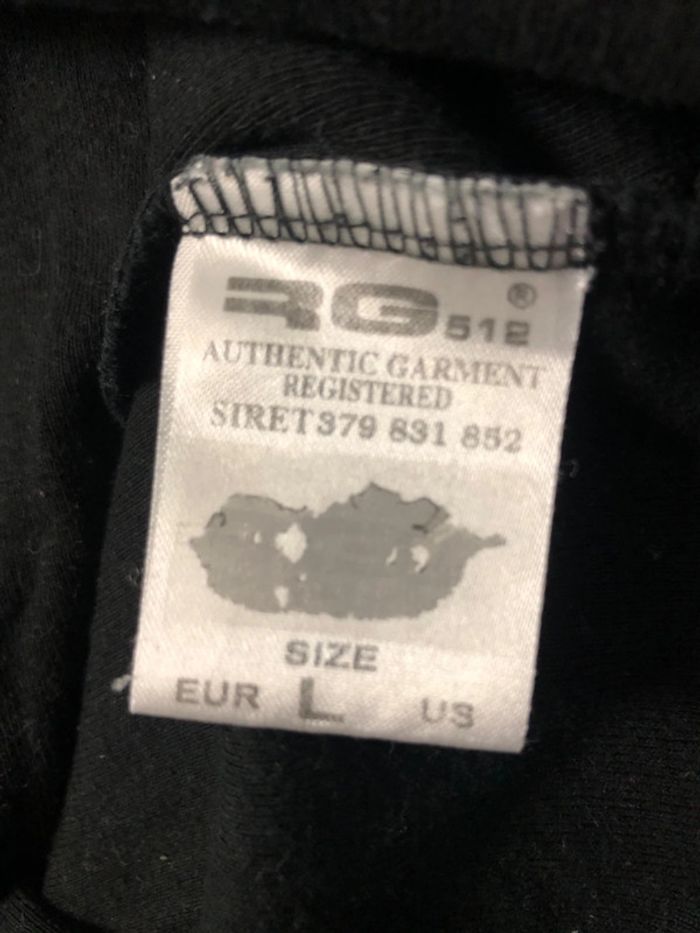 RG512 ®
AUTHENTIC GARMENT
REGISTERED
SIRET 379 831 852
SIZE
EUR L US